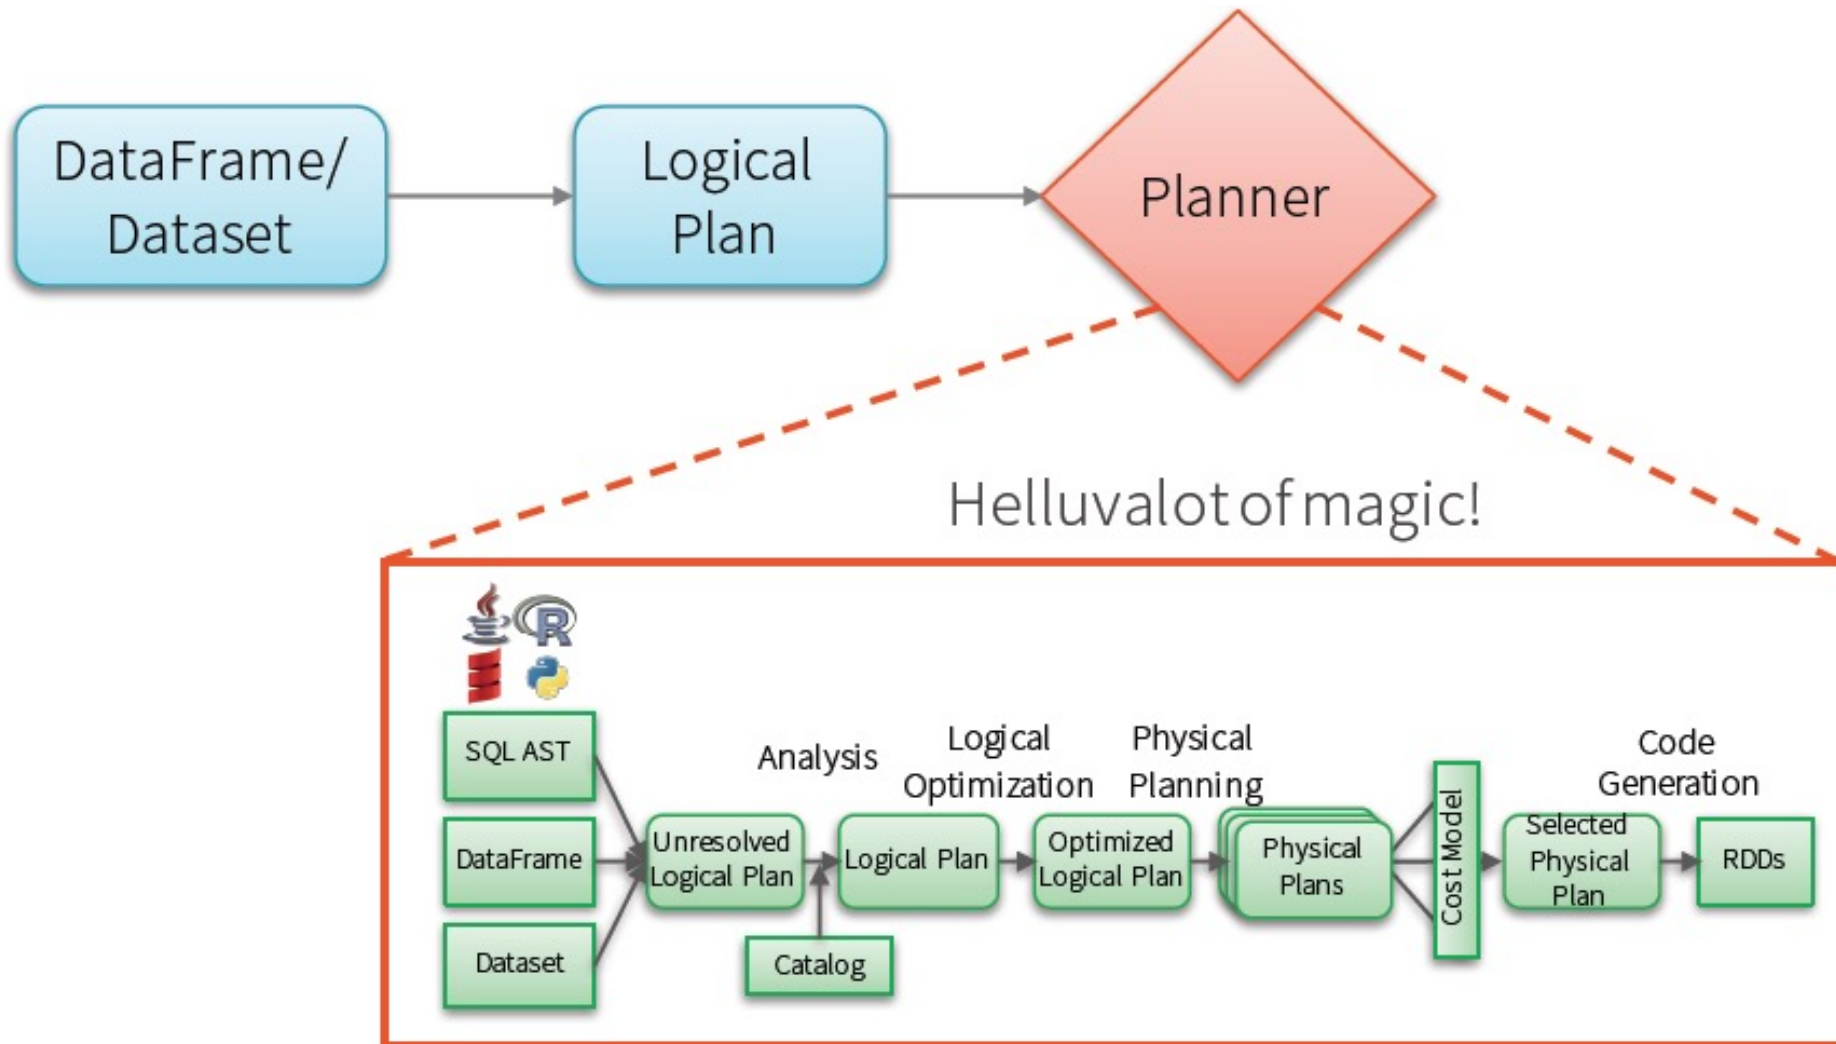 DataFrame/
Dataset
Logical
Plan
Planner
Helluvalot of magic!
R
SQL AST
DataFrame
Dataset
Analysis
Unresolved
Logical Plan
Catalog
Logical Plan
Logical
Optimization
Optimized
Logical Plan
Physical
Planning
Physical
Plans
Cost Model
Selected
Physical
Plan
Code
Generation
RDDs